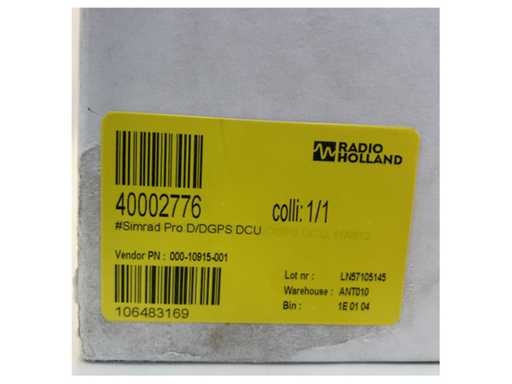 RADIO
HOLLAND
40002776
colli: 1/1
#Simrad Pro D/DGPS DCU
Vendor PN : 000-10915-001
Lot nr : LN57105145
Warehouse : ANT010
Bin : 1E 01 04
106483169